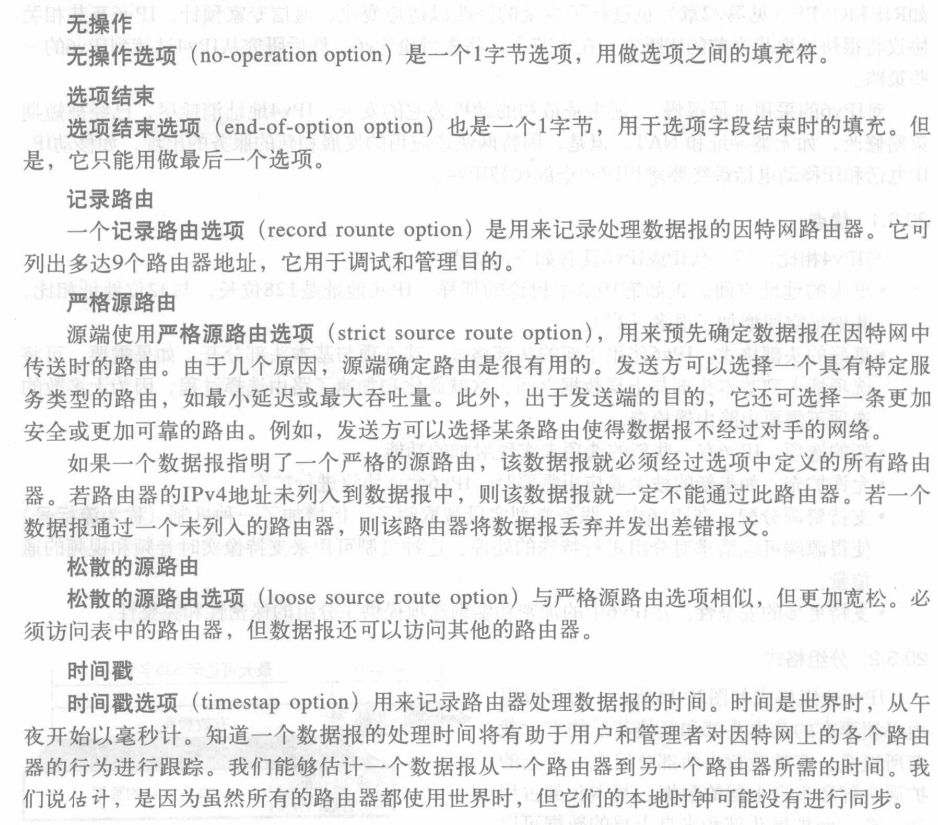 无操作
无操作选项（no-operation option）是一个1字节选项，用做选项之间的填充符。
选项结束
选项结束选项（end-of-option option）也是一个1字节，用于选项字段结束时的填充。但
是，它只能用做最后一个选项。
记录路由
一个记录路由选项（record rounte option）是用来记录处理数据报的因特网路由器。它可
列出多达9个路由器地址，它用于调试和管理目的。
严格源路由
源端使用严格源路由选项（strict source route option），用来预先确定数据报在因特网中
传送时的路由。由于几个原因，源端确定路由是很有用的。发送方可以选择一个具有特定服
务类型的路由，如最小延迟或最大吞吐量。此外，出于发送端的目的，它还可选择一条更加
安全或更加可靠的路由。例如，发送方可以选择某条路由使得数据报不经过对手的网络。
如果一个数据报指明了一个严格的源路由，该数据报就必须经过选项中定义的所有路由
器。若路由器的IPv4地址未列入到数据报中，则该数据报就一定不能通过此路由器。若一个
数据报通过一个未列入的路由器，则该路由器将数据报丢弃并发出差错报文。
松散的源路由
松散的源路由选项（loose source route option）与严格源路由选项相似，但更加宽松。必
须访问表中的路由器，但数据报还可以访问其他的路由器。
时间戳
时间戳选项（timestap option）用来记录路由器处理数据报的时间。时间是世界时，从午
夜开始以毫秒计。知道一个数据报的处理时间将有助于用户和管理者对因特网上的各个路由
器的行为进行跟踪。我们能够估计一个数据报从一个路由器到另一个路由器所需的时间。我
们说估计，是因为虽然所有的路由器都使用世界时，但它们的本地时钟可能没有进行同步。